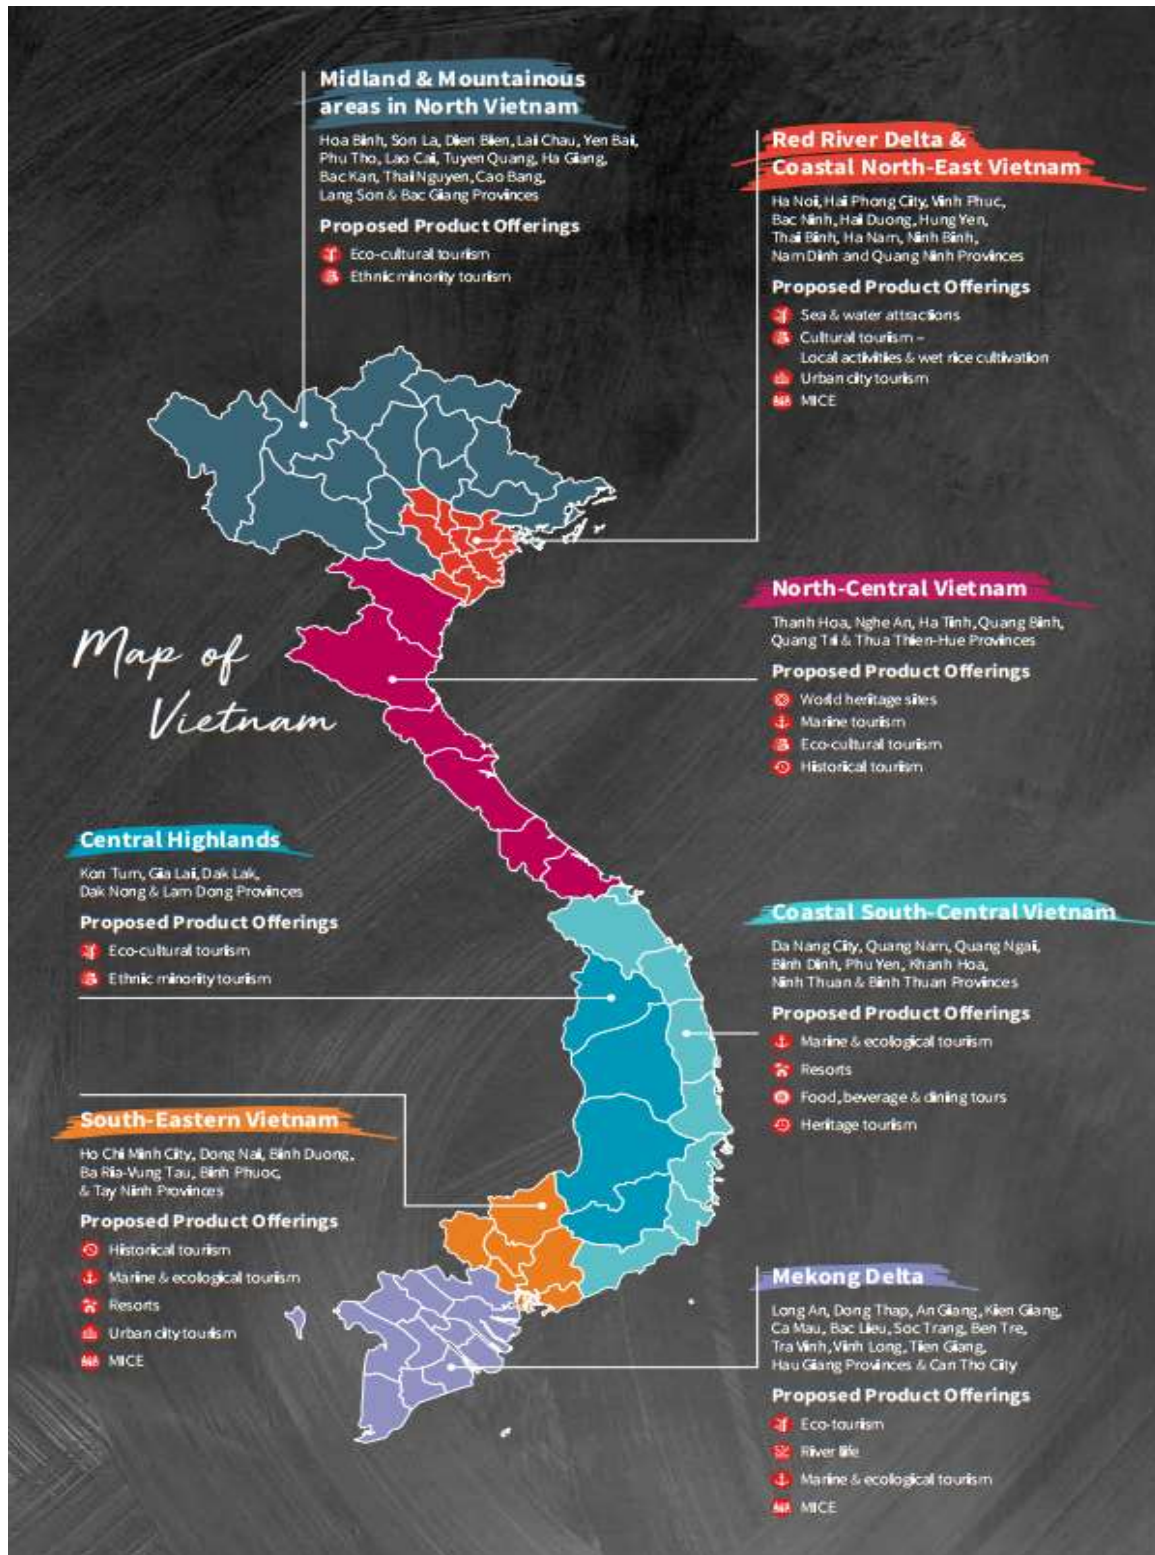 Midland & Mountainous
areas in North Vietnam
Hoa Binh, Son La, Dien Bien, Lai Chau, Yen Bai,
Phu Tho, Lao Cai, Tuyen Quang, Ha Giang,
Bac Kan, Thai Nguyen, Cao Bang,
Lang Son & Bac Giang Provinces
Proposed Product Offerings
Eco-cultural tourism
Ethnic minority tourism
Red River Delta &
Coastal North-East Vietnam
Ha Noi, Hai Phong City, Vinh Phuc,
Bac Ninh, Hai Duong, Hung Yen,
Thai Binh, Ha Nam, Ninh Binh,
Nam Dinh and Quang Ninh Provinces
Proposed Product Offerings
Sea & water attractions
Cultural tourism –
Local activities & wet rice cultivation
Urban city tourism
MICE
North-Central Vietnam
Thanh Hoa, Nghe An, Ha Tinh, Quang Binh,
Quang Tri & Thua Thien-Hue Provinces
Proposed Product Offerings
World heritage sites
Marine tourism
Eco-cultural tourism
Historical tourism
Map of
Vietnam
Central Highlands
Kon Tum, Gia Lai, Dak Lak,
Dak Nong & Lam Dong Provinces
Proposed Product Offerings
Eco-cultural tourism
Ethnic minority tourism
Coastal South-Central Vietnam
Da Nang City, Quang Nam, Quang Ngai,
Binh Dinh, Phu Yen, Khanh Hoa,
Ninh Thuan & Binh Thuan Provinces
Proposed Product Offerings
Marine & ecological tourism
Resorts
Food, beverage & dining tours
Heritage tourism
South-Eastern Vietnam
Ho Chi Minh City, Dong Nai, Binh Duong,
Ba Ria-Vung Tau, Binh Phuoc,
& Tay Ninh Provinces
Proposed Product Offerings
Historical tourism
Marine & ecological tourism
Resorts
Urban city tourism
MICE
Mekong Delta
Long An, Dong Thap, An Giang, Kien Giang,
Ca Mau, Bac Lieu, Soc Trang, Ben Tre,
Tra Vinh, Vinh Long, Tien Giang,
Hau Giang Provinces & Can Tho City
Proposed Product Offerings
Eco-tourism
River life
Marine & ecological tourism
MICE